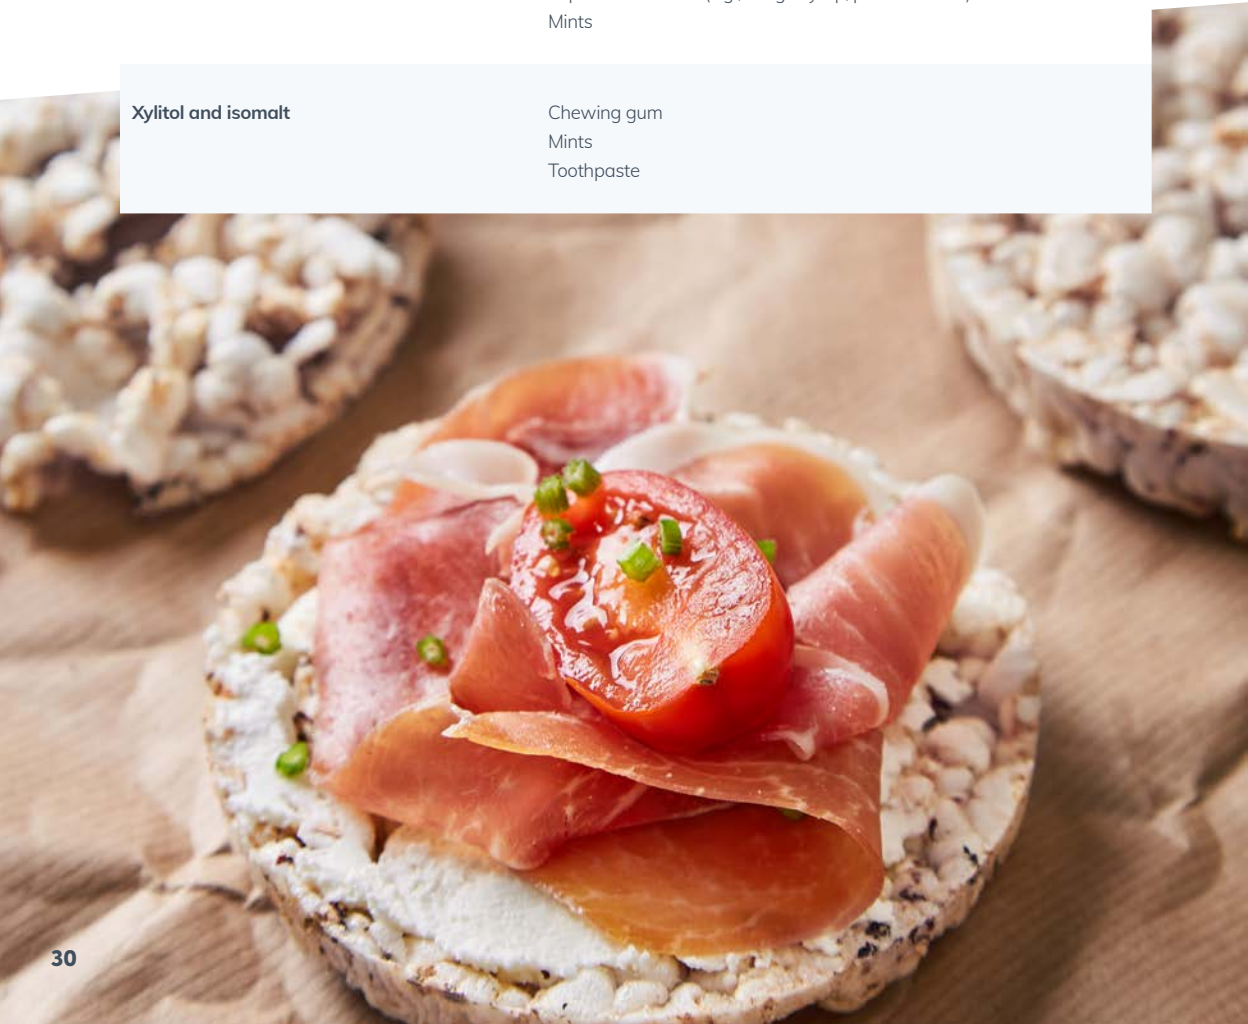 Mints
Xylitol and isomalt
Chewing gum
Mints
Toothpaste
30